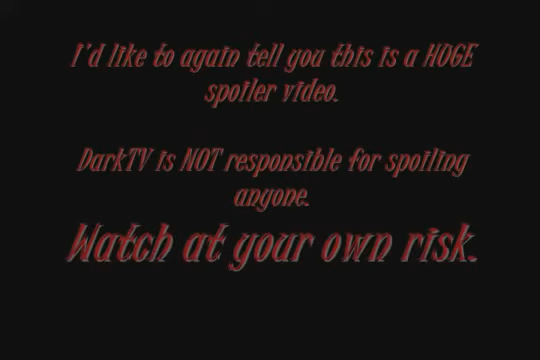 I'd like to again tell you this is a HUGE
spoiler video.
DarkTV is NOT responsible for spoiling
anyone.
Watch at your own risk.